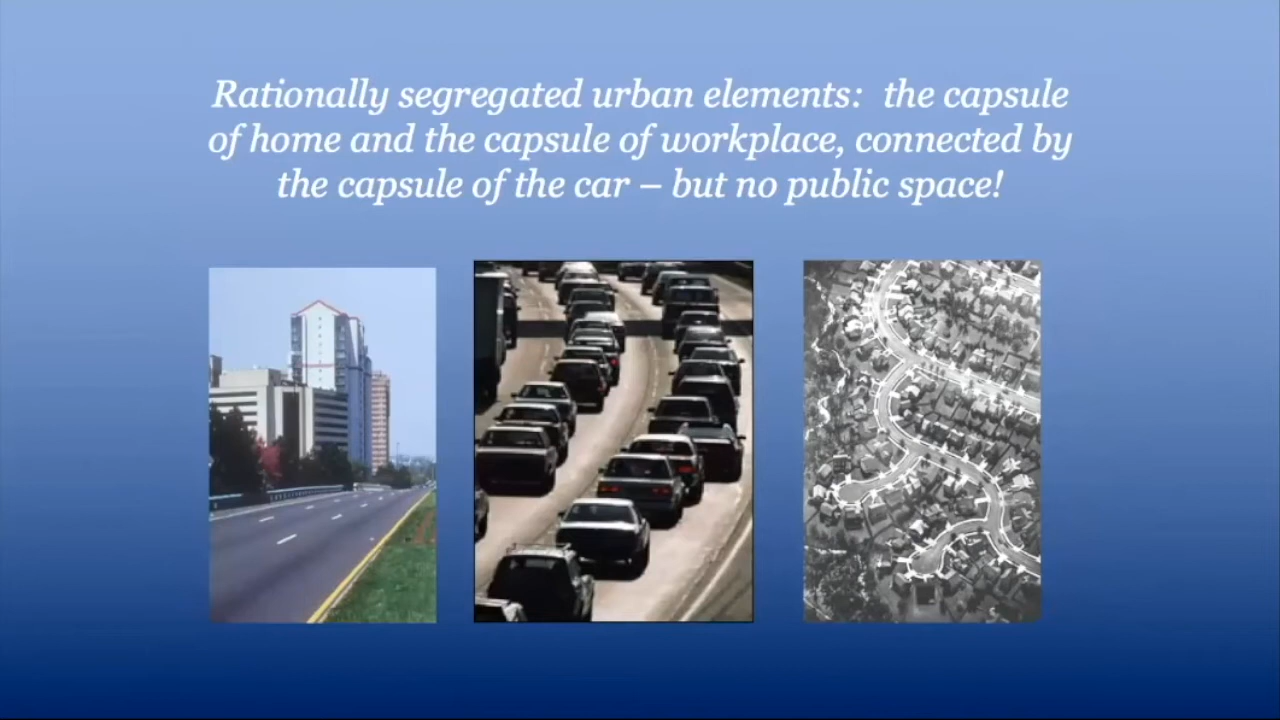 Rationally segregated urban elements:  the capsule
of home and the capsule of workplace, connected by
the capsule of the car – but no public space!